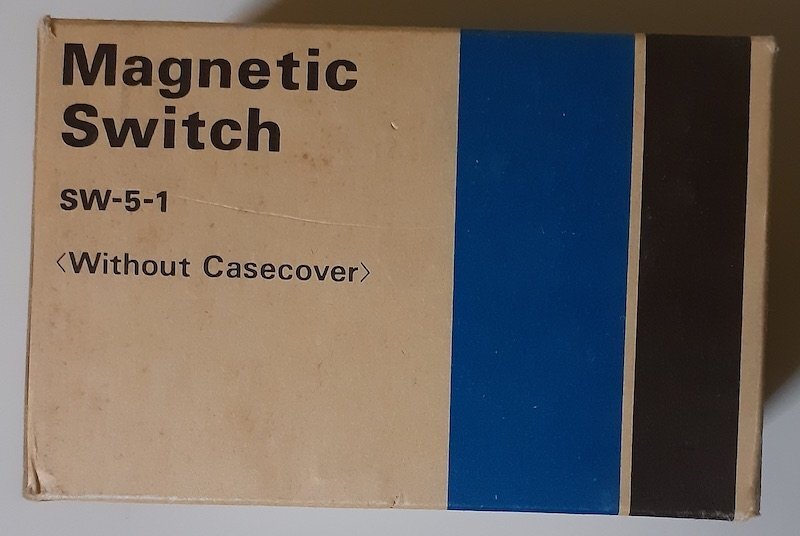 Magnetic
Switch
SW-5-1
〈Without Casecover〉